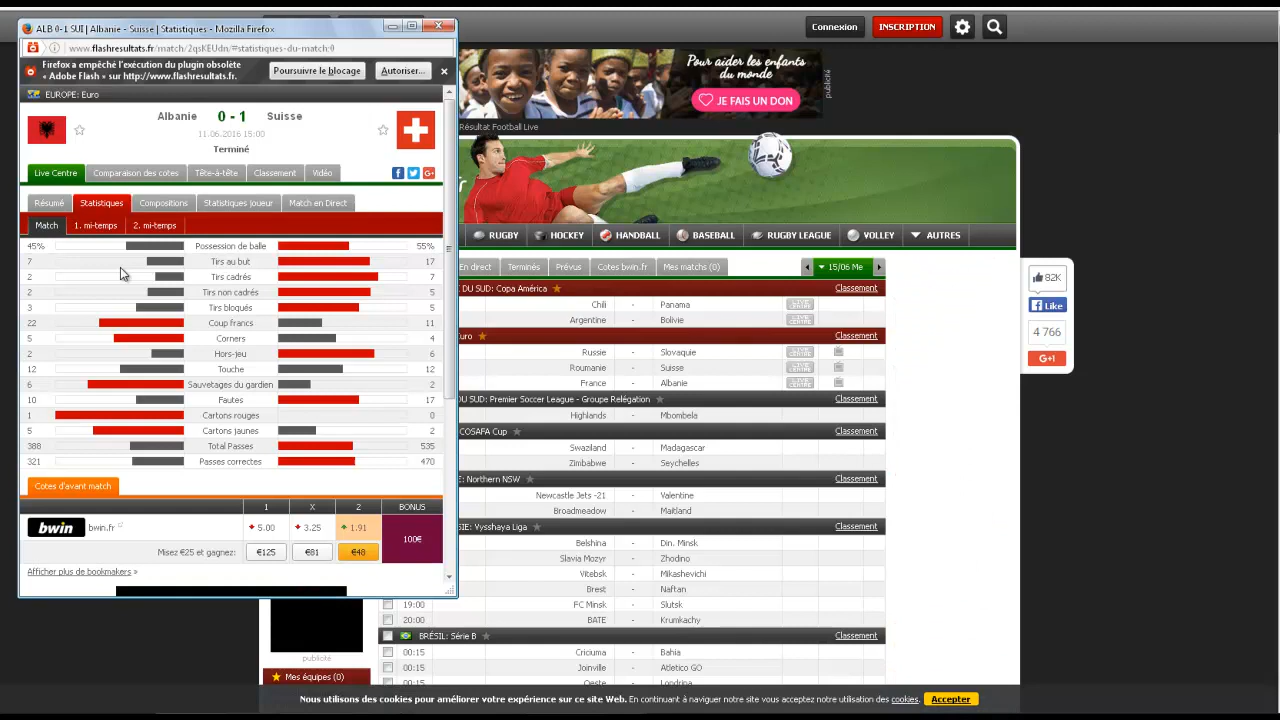 ALB 0-1 SUI | Albanie - Suisse | Statistiques - Mozilla Firefox
www.flashresultats.fr/match/2qsKEUdn/#statistiques-du-match;0
Firefox a empêché l'exécution du plugin obsolète
« Adobe Flash » sur http://www.flashresultats.fr.
Poursuivre le blocage
Autoriser...
EUROPE: Euro
Albanie 0 - 1 Suisse
11.06.2016 15:00
Terminé
Live Centre Comparaison des cotes Tête-à-tête Classement Vidéo
Résumé Statistiques Compositions Statistiques joueur Match en Direct
Match 1. mi-temps 2. mi-temps
45% Possession de balle 55%
7 Tirs au but 17
2 Tirs cadrés 7
2 Tirs non cadrés 5
3 Tirs bloqués 5
22 Coup francs 11
5 Corners 4
2 Hors-jeu 6
12 Touche 12
6 Sauvetages du gardien 2
10 Fautes 17
1 Cartons rouges 0
5 Cartons jaunes 2
388 Total Passes 535
321 Passes correctes 470
Cotes d'avant match
1 X 2 BONUS
bwin bwin.fr 5.00 3.25 1.91 100€
Misez €25 et gagnez: €125 €81 €48
Afficher plus de bookmakers »
Connexion INSCRIPTION
Pour aider les enfants
du monde
JE FAIS UN DON
publicité
Résultat Football Live
RUGBY HOCKEY HANDBALL BASEBALL RUGBY LEAGUE VOLLEY AUTRES
En direct Terminés Prévus Cotes bwin.fr Mes matchs (0) 15/06 Me
DU SUD: Copa América Classement
Chili - Panama LIVE CENTRE
Argentine - Bolivie LIVE CENTRE
Euro Classement
Russie - Slovaquie LIVE CENTRE
Roumanie - Suisse LIVE CENTRE
France - Albanie LIVE CENTRE
DU SUD: Premier Soccer League - Groupe Relégation Classement
Highlands - Mbombela
COSAFA Cup Classement
Swaziland - Madagascar
Zimbabwe - Seychelles
E: Northern NSW Classement
Newcastle Jets -21 - Valentine
Broadmeadow - Maitland
SIE: Vysshaya Liga Classement
Belshina - Din. Minsk
Slavia Mozyr - Zhodino
Vitebsk - Mikashevichi
Brest - Naftan
19:00 FC Minsk - Slutsk
20:00 BATE - Krumkachy
BRÉSIL: Série B Classement
00:15 Criciuma - Bahia
00:15 Joinville - Atletico GO
00:15 Oeste - Londrina
82K
Like
4 766
G+1
publicité
Mes équipes (0)
Nous utilisons des cookies pour améliorer votre expérience sur ce site Web. En continuant à naviguer notre site vous acceptez notre utilisation des cookies. Accepter